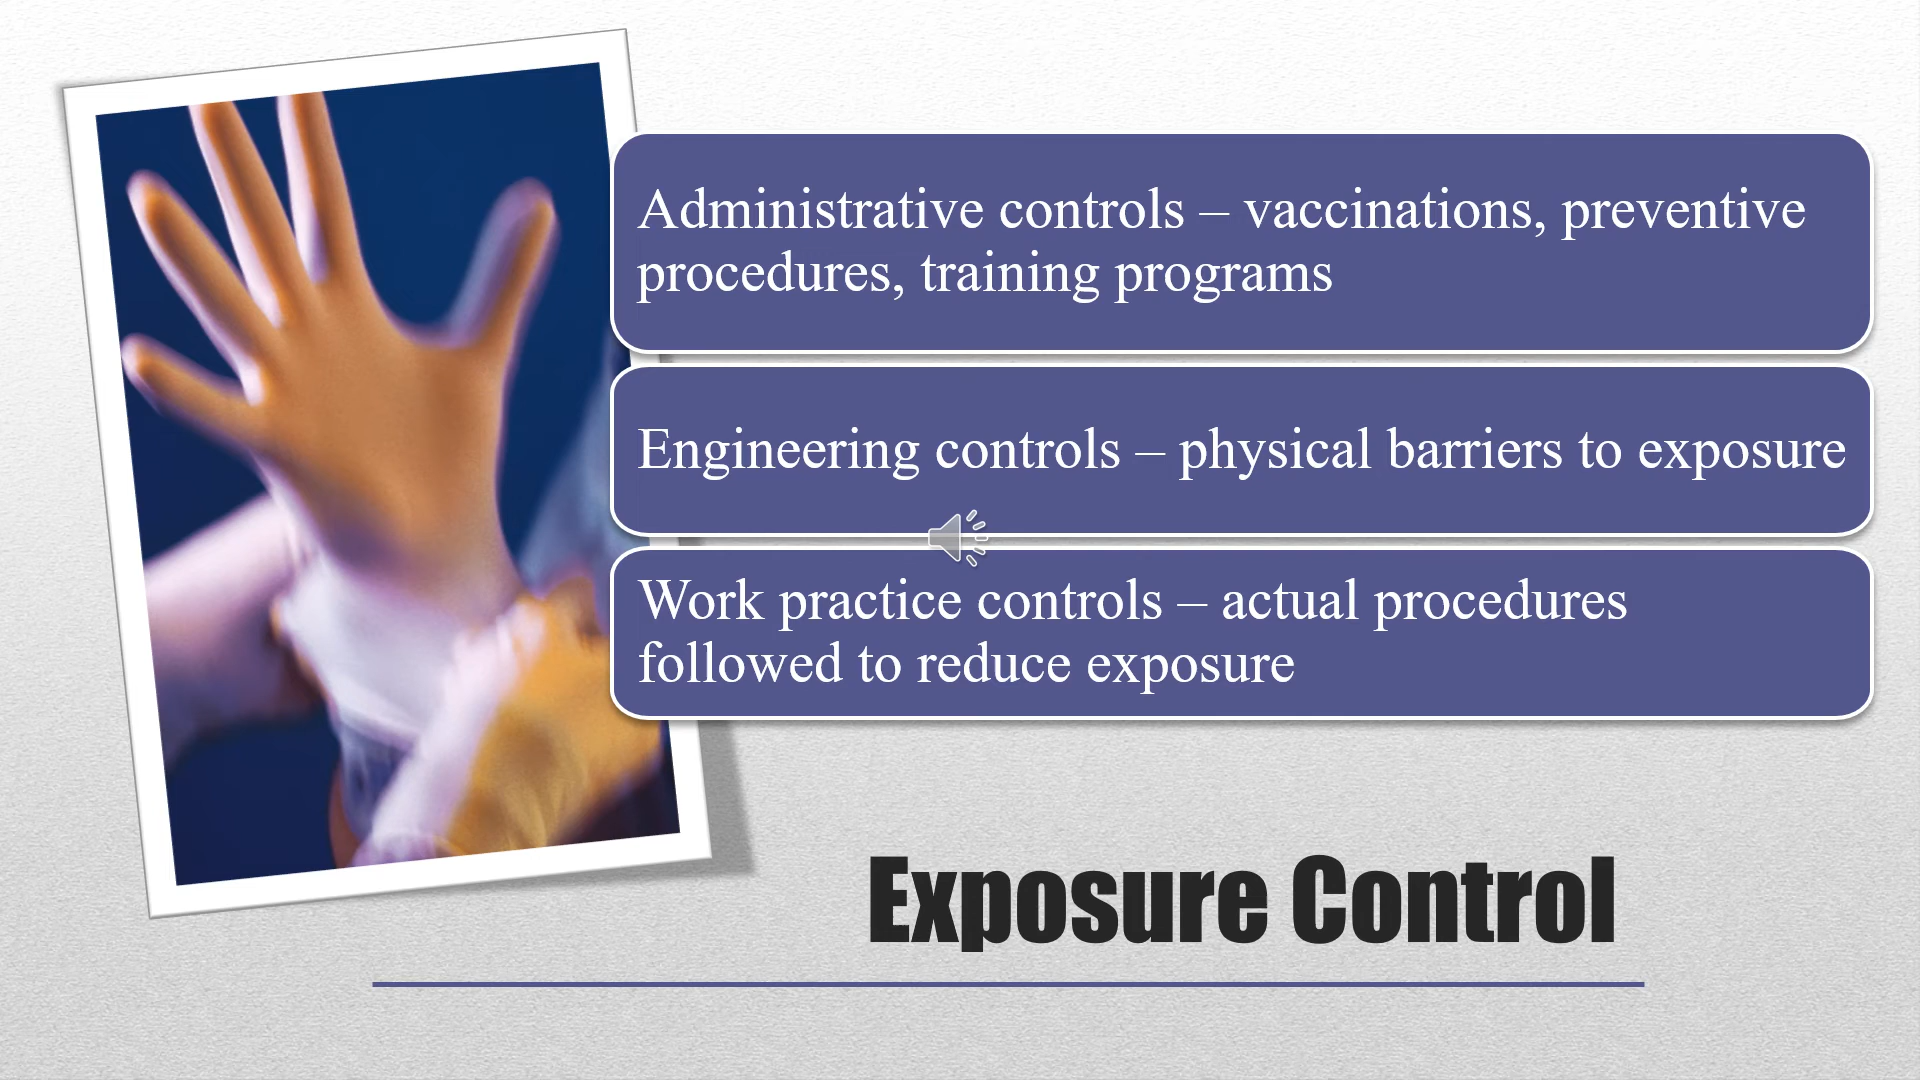 Administrative controls – vaccinations, preventive
procedures, training programs
Engineering controls – physical barriers to exposure
Work practice controls – actual procedures
followed to reduce exposure
Exposure Control